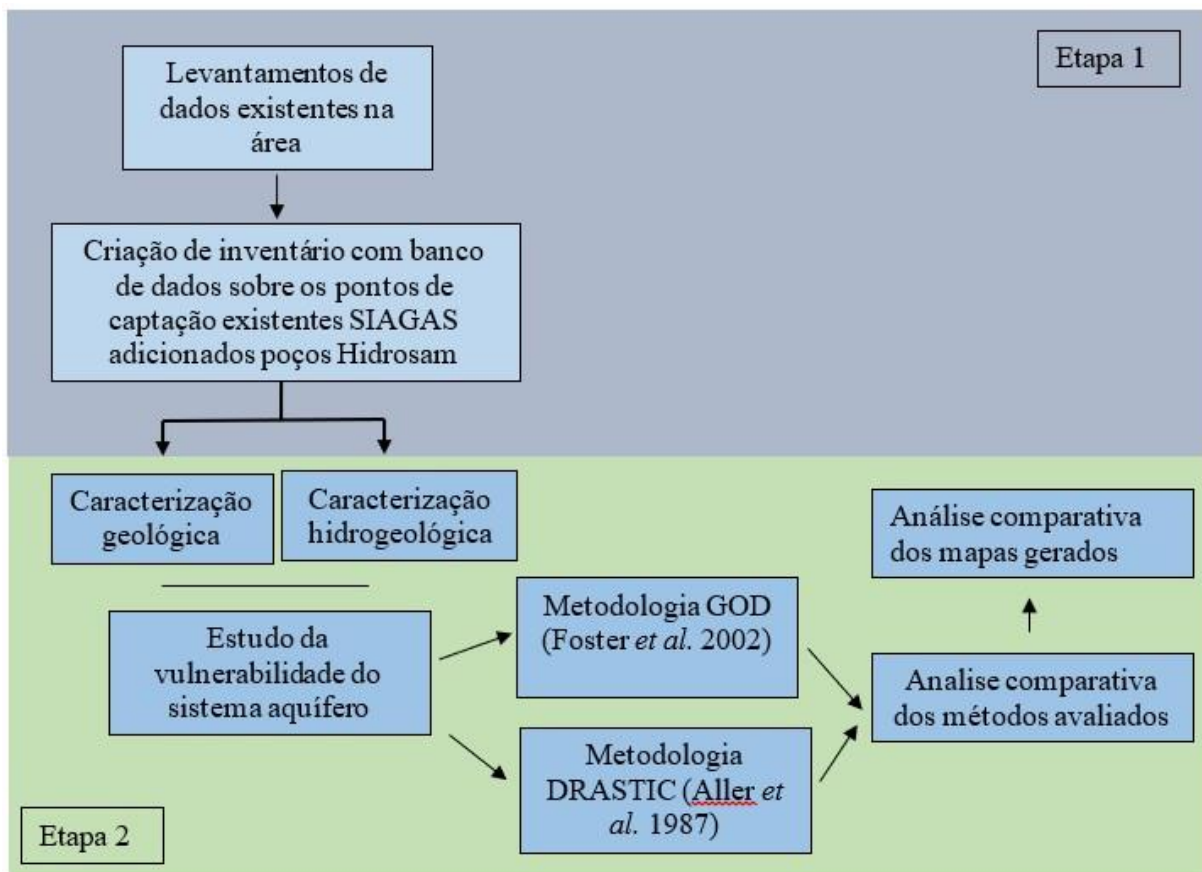 Etapa 1
Levantamentos de
dados existentes na
área
Criação de inventário com banco
de dados sobre os pontos de
captação existentes SIAGAS
adicionados poços Hidrosam
Caracterização
geológica
Caracterização
hidrogeológica
Estudo da
vulnerabilidade do
sistema aquífero
Metodologia GOD
(Foster et al. 2002)
Metodologia
DRASTIC (Aller et
al. 1987)
Analise comparativa
dos métodos avaliados
Análise comparativa
dos mapas gerados
Etapa 2